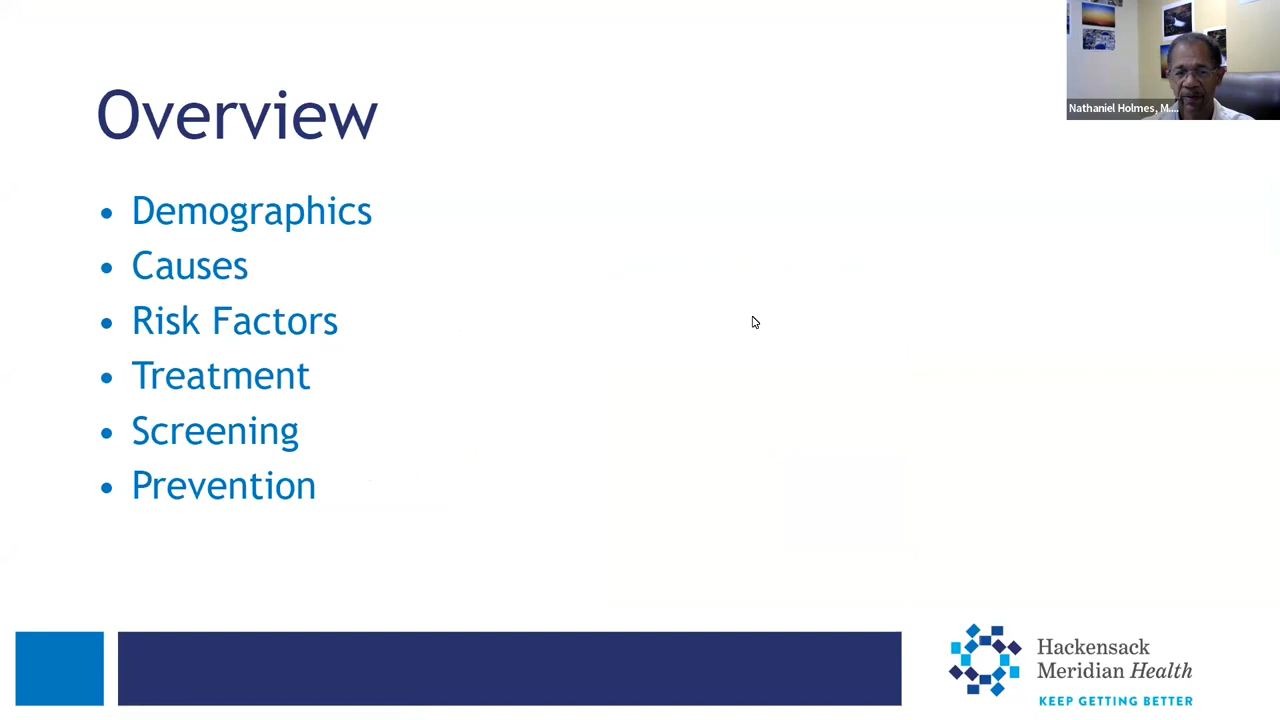 Overview
Nathaniel Holmes, M....
• Demographics
• Causes
• Risk Factors
• Treatment
• Screening
• Prevention
Hackensack
Meridian Health
KEEP GETTING BETTER